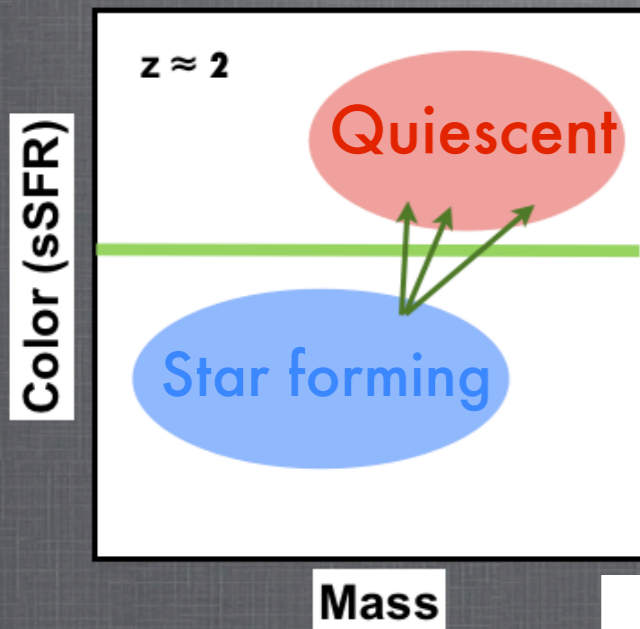 z ≈ 2
Quiescent
Color (sSFR)
Star forming
Mass